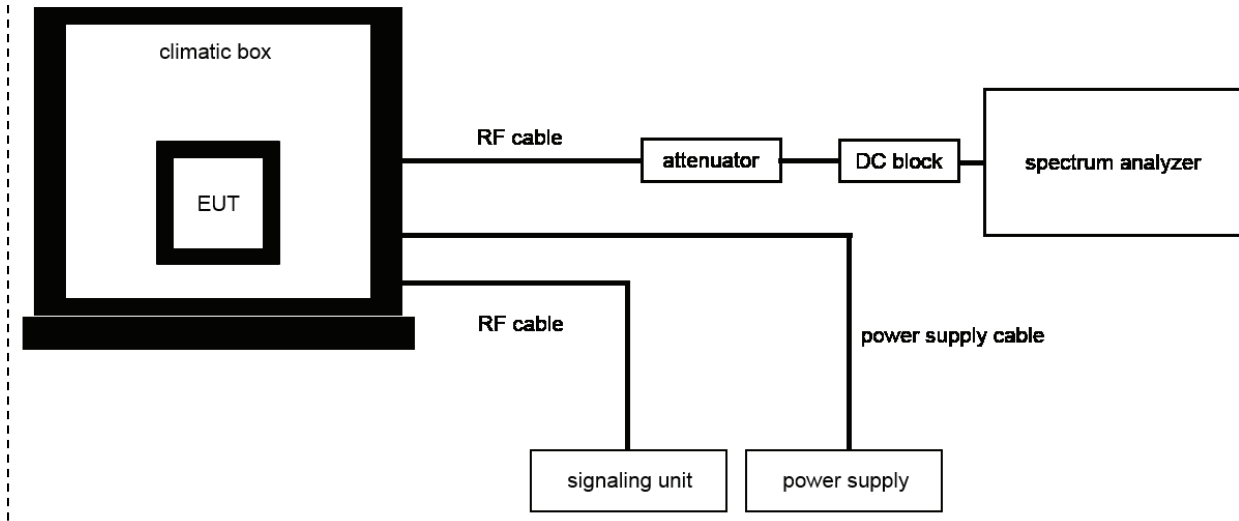 climatic box
EUT
RF cable
attenuator
DC block
spectrum analyzer
RF cable
power supply cable
signaling unit
power supply